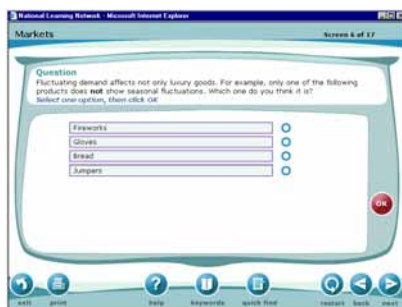 National Learning Network - Microsoft Internet Explorer
Markets
Screen 6 of 17
Question
Fluctuating demand affects not only luxury goods. For example, only one of the following
products does not show seasonal fluctuations. Which one do you think it is?
Select one option, then click OK
Fireworks
Gloves
Bread
Jumpers
OK
exit print help keywords quick find restart back next